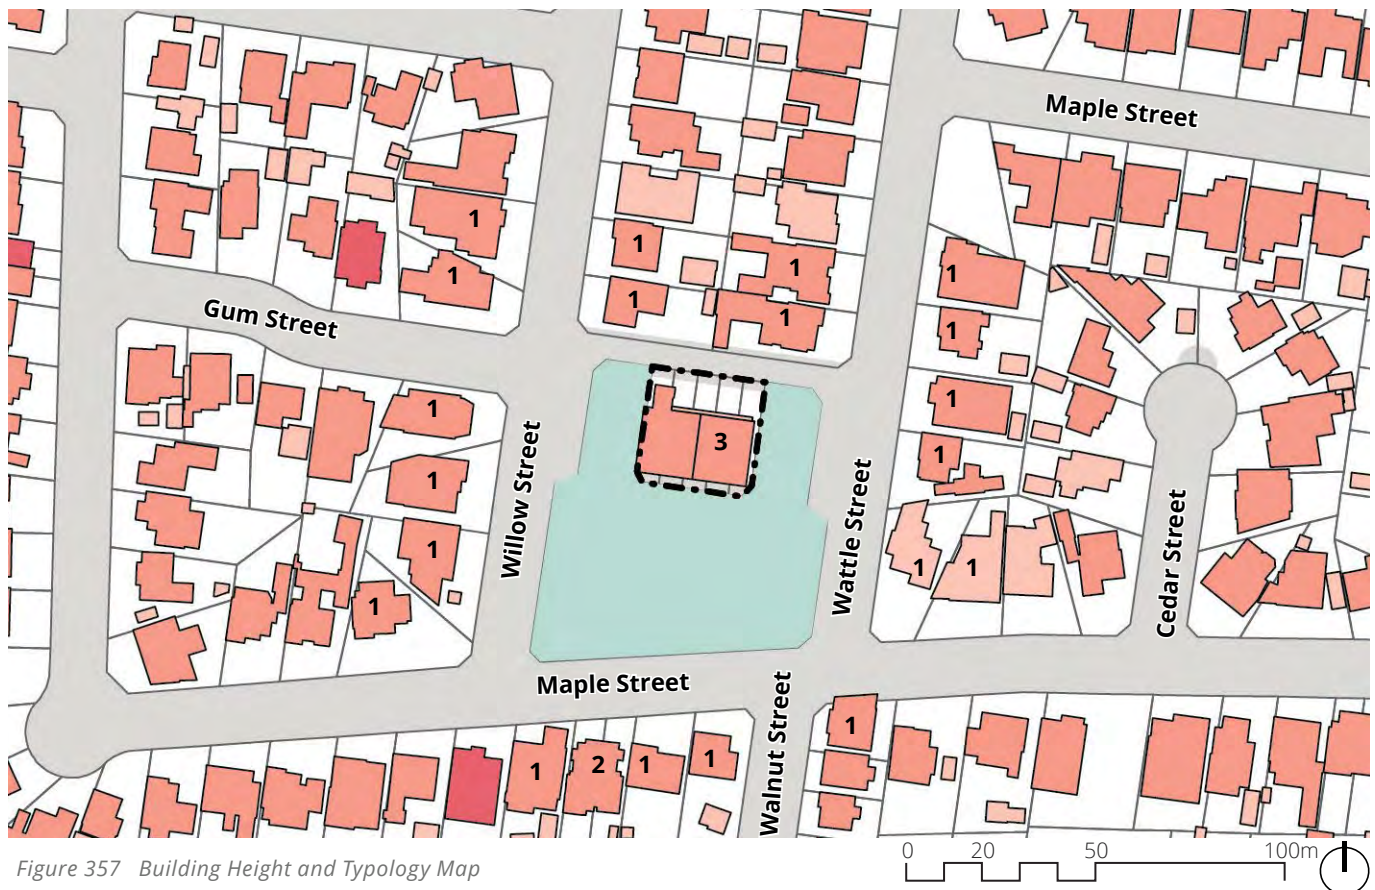 Maple Street
1
1
1
1
1
1
1
1
Gum Street
1
1
1
3
1
1
1
1
1
1
Willow Street
Wattle Street
Cedar Street
Maple Street
Walnut Street
1
1
2
1
1
0 20 50 100m
Figure 357 Building Height and Typology Map